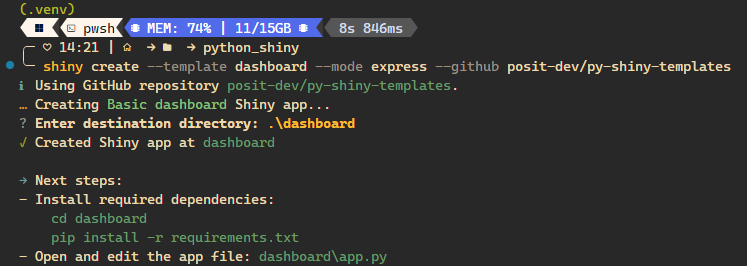 (.venv)
pwsh MEM: 74% | 11/15GB 8s 846ms
♡ 14:21 | → → python_shiny
shiny create --template dashboard --mode express --github posit-dev/py-shiny-templates
i Using GitHub repository posit-dev/py-shiny-templates.
… Creating Basic dashboard Shiny app...
? Enter destination directory: .\dashboard
√ Created Shiny app at dashboard
→ Next steps:
- Install required dependencies:
cd dashboard
pip install -r requirements.txt
- Open and edit the app file: dashboard\app.py